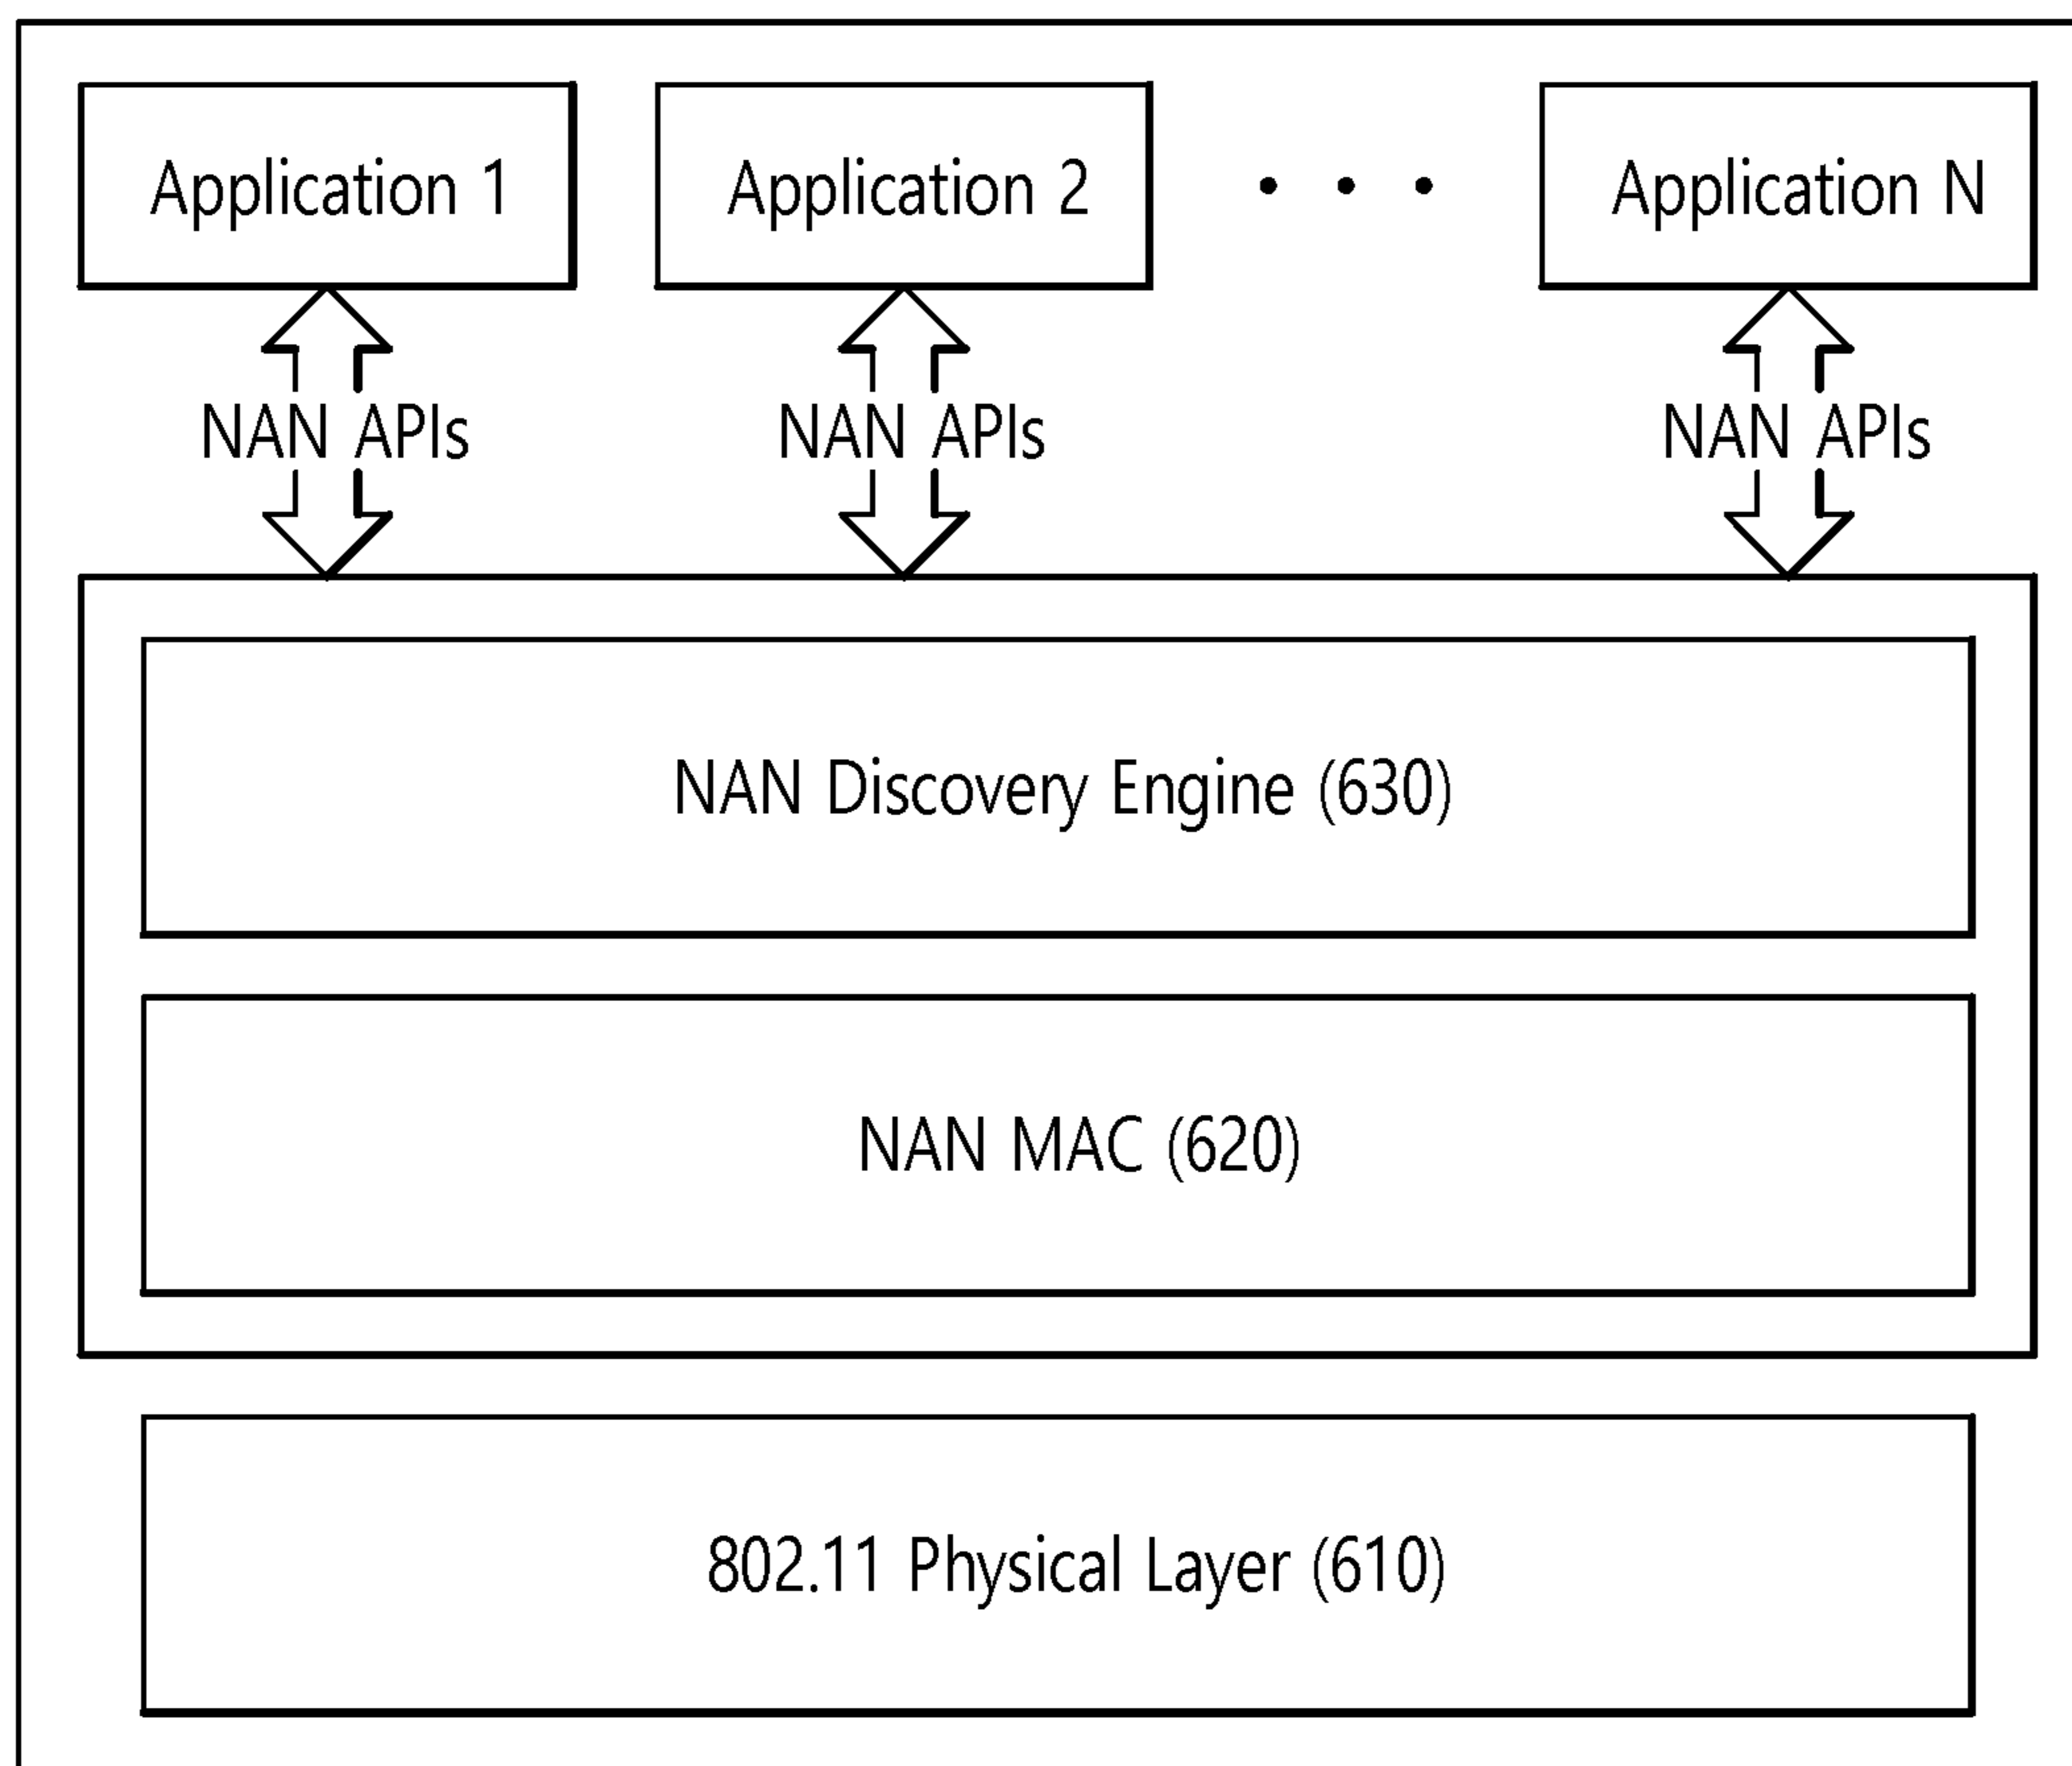 Application 1 Application 2 • • • Application N
NAN APIs NAN APIs NAN APIs
NAN Discovery Engine (630)
NAN MAC (620)
802.11 Physical Layer (610)